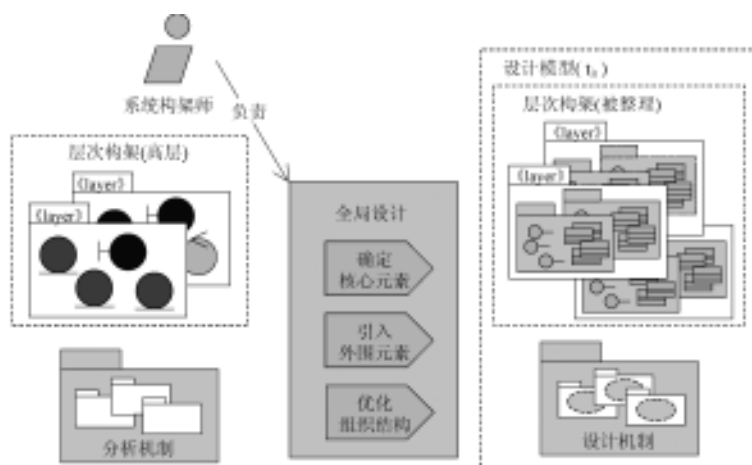 系统构架师
负责
层次构架(高层)
《layer》
《layer》
分析机制
全局设计
确定
核心元素
引入
外围元素
优化
组织结构
设计模型(tₙ)
层次构架(被整理)
《layer》
《layer》
设计机制